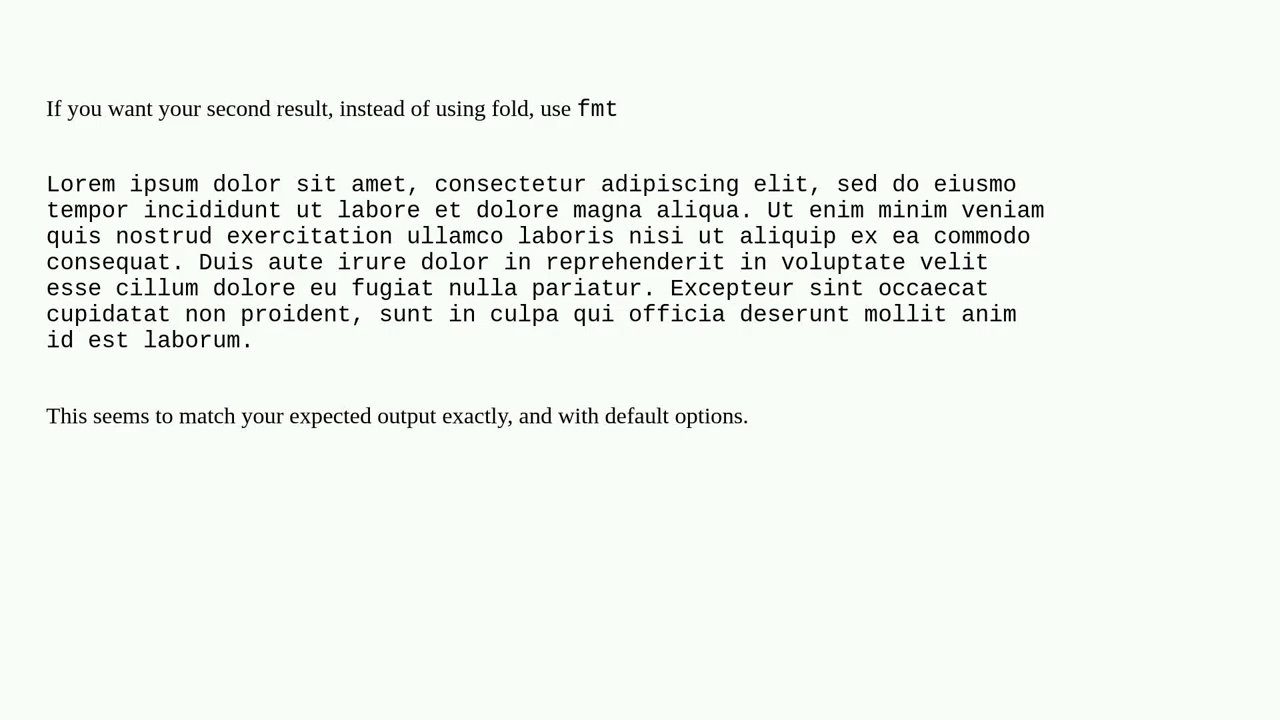 If you want your second result, instead of using fold, use fmt
Lorem ipsum dolor sit amet, consectetur adipiscing elit, sed do eiusmo
tempor incididunt ut labore et dolore magna aliqua. Ut enim minim veniam
quis nostrud exercitation ullamco laboris nisi ut aliquip ex ea commodo
consequat. Duis aute irure dolor in reprehenderit in voluptate velit
esse cillum dolore eu fugiat nulla pariatur. Excepteur sint occaecat
cupidatat non proident, sunt in culpa qui officia deserunt mollit anim
id est laborum.
This seems to match your expected output exactly, and with default options.